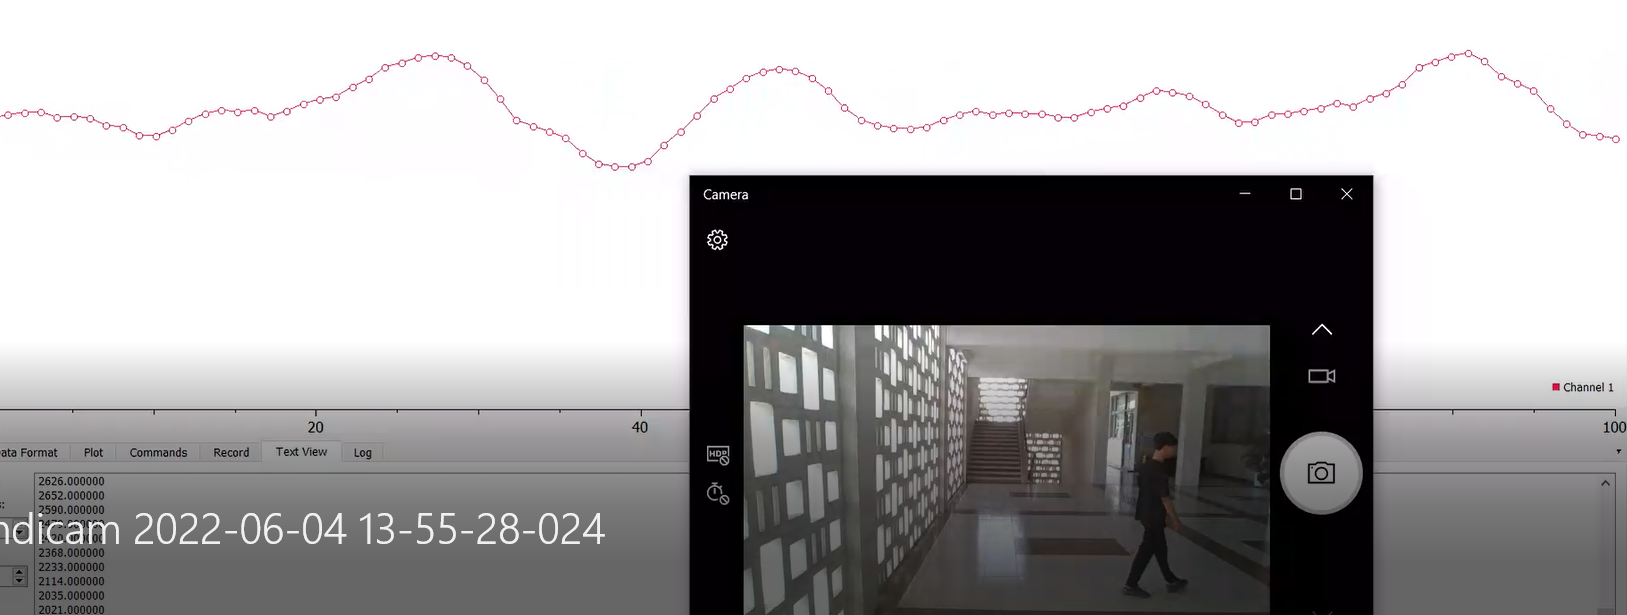 Camera
Channel 1
20
40
100
ata Format
Plot
Commands
Record
Text View
Log
2626.000000
2652.000000
2590.000000
ndicam 2022-06-04 13-55-28-024
2368.000000
2233.000000
2114.000000
2035.000000
2021.000000
HDR